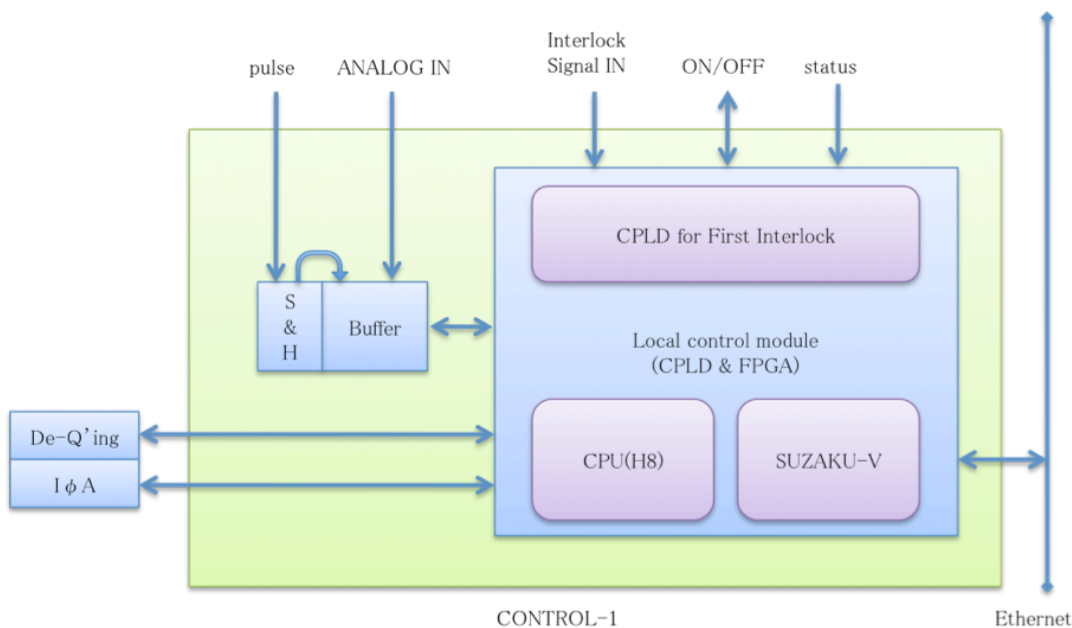 Interlock
Signal IN
pulse
ANALOG IN
ON/OFF
status
CPLD for First Interlock
S
&
H
Buffer
Local control module
(CPLD & FPGA)
De-Q’ing
IφA
CPU(H8)
SUZAKU-V
CONTROL-1
Ethernet